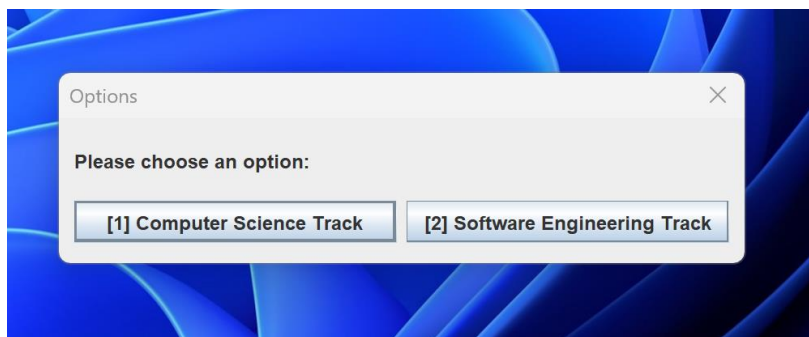 Options
Please choose an option:
[1] Computer Science Track [2] Software Engineering Track